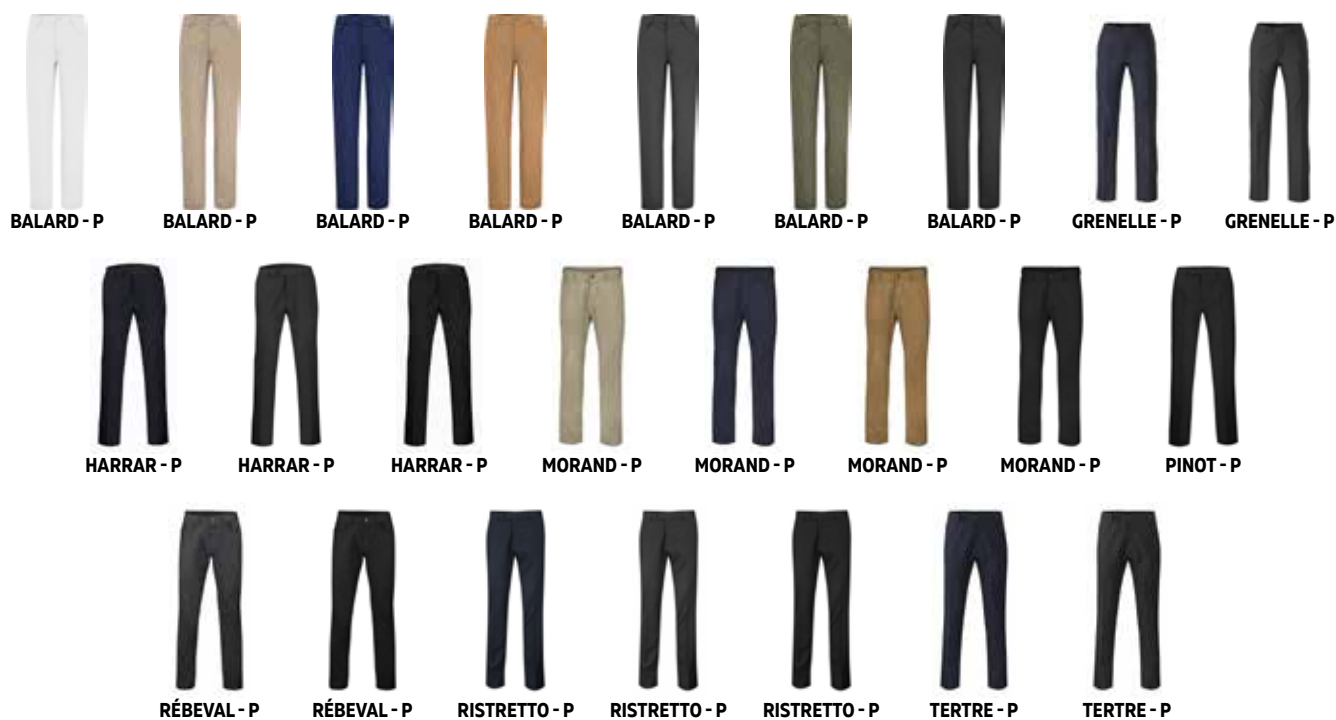 BALARD - P BALARD - P BALARD - P BALARD - P BALARD - P BALARD - P BALARD - P GRENELLE - P GRENELLE - P
HARRAR - P HARRAR - P HARRAR - P MORAND - P MORAND - P MORAND - P MORAND - P PINOT - P
RÉBEVAL - P RÉBEVAL - P RISTRETTO - P RISTRETTO - P RISTRETTO - P TERTRE - P TERTRE - P